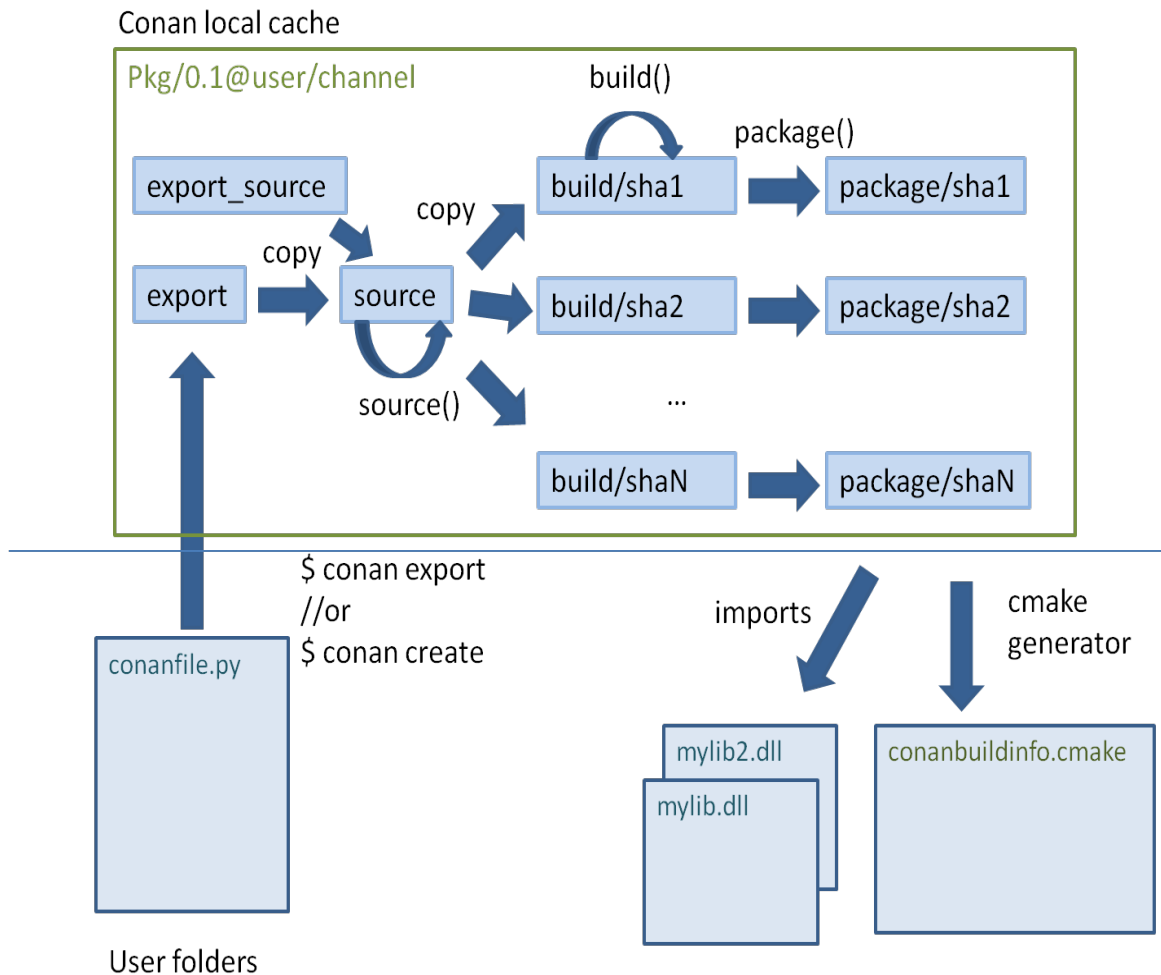 Conan local cache
Pkg/0.1@user/channel
build()
package()
export_source
build/sha1
package/sha1
copy
copy
export
source
build/sha2
package/sha2
source()
...
build/shaN
package/shaN
$ conan export
//or
$ conan create
imports
cmake
generator
conanfile.py
mylib2.dll
mylib.dll
conanbuildinfo.cmake
User folders